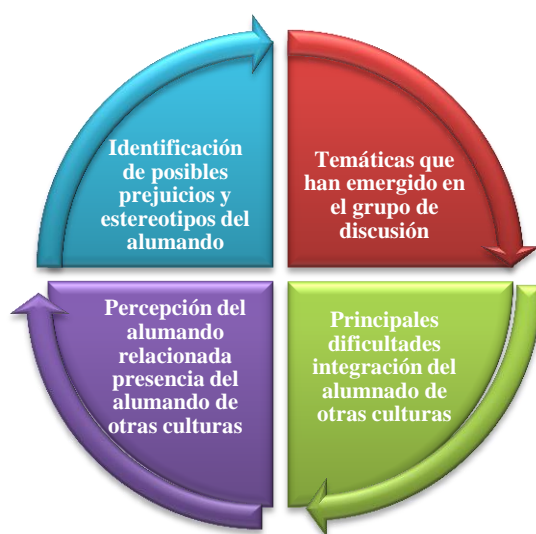 Identificación
de posibles
prejuicios y
estereotipos del
alumando
Temáticas que
han emergido en
el grupo de
discusión
Percepción del
alumando
relacionada
presencia del
alumando de
otras culturas
Principales
dificultades
integración del
alumnado de
otras culturas